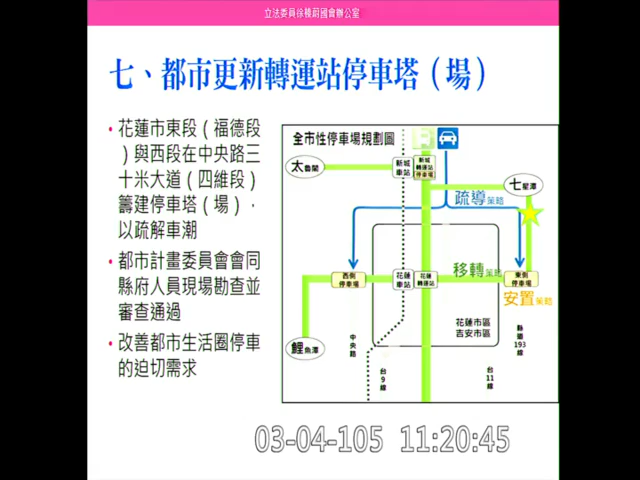 立法委員徐榛蔚國會辦公室
七、都市更新轉運站停車塔（場）
• 花蓮市東段（福德段
）與西段在中央路三
十米大道（四維段）
籌建停車塔（場），
以疏解車潮
• 都市計畫委員會會同
縣府人員現場勘查並
審查通過
• 改善都市生活圈停車
的迫切需求
全市性停車場規劃圖
太魯閣
新城
車站
新城
轉運站
停車場
七星潭
疏導策略
西側
停車場
花蓮
車站
花蓮
轉運站
移轉策略
東側
停車場
安置策略
花蓮市區
吉安市區
鯉魚潭
中央路
台9線
台11線
縣道193線
03-04-105 11:20:45